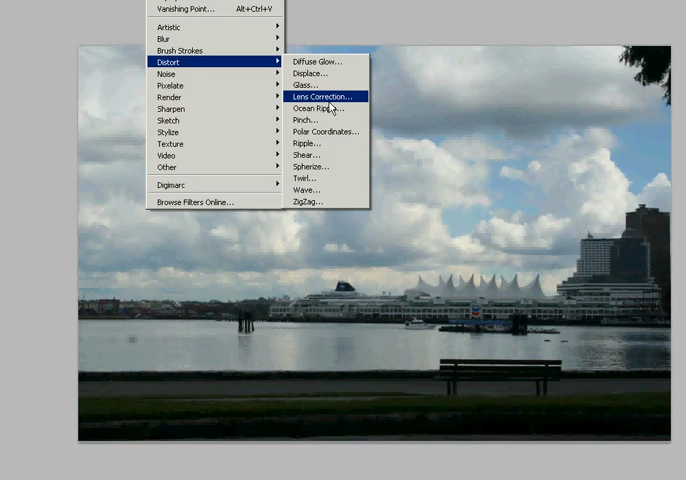 Vanishing Point... Alt+Ctrl+V
Artistic
Blur
Brush Strokes
Distort
Noise
Pixelate
Render
Sharpen
Sketch
Stylize
Texture
Video
Other
Digimarc
Browse Filters Online...
Diffuse Glow...
Displace...
Glass...
Lens Correction...
Ocean Ripple...
Pinch...
Polar Coordinates...
Ripple...
Shear...
Spherize...
Twirl...
Wave...
ZigZag...